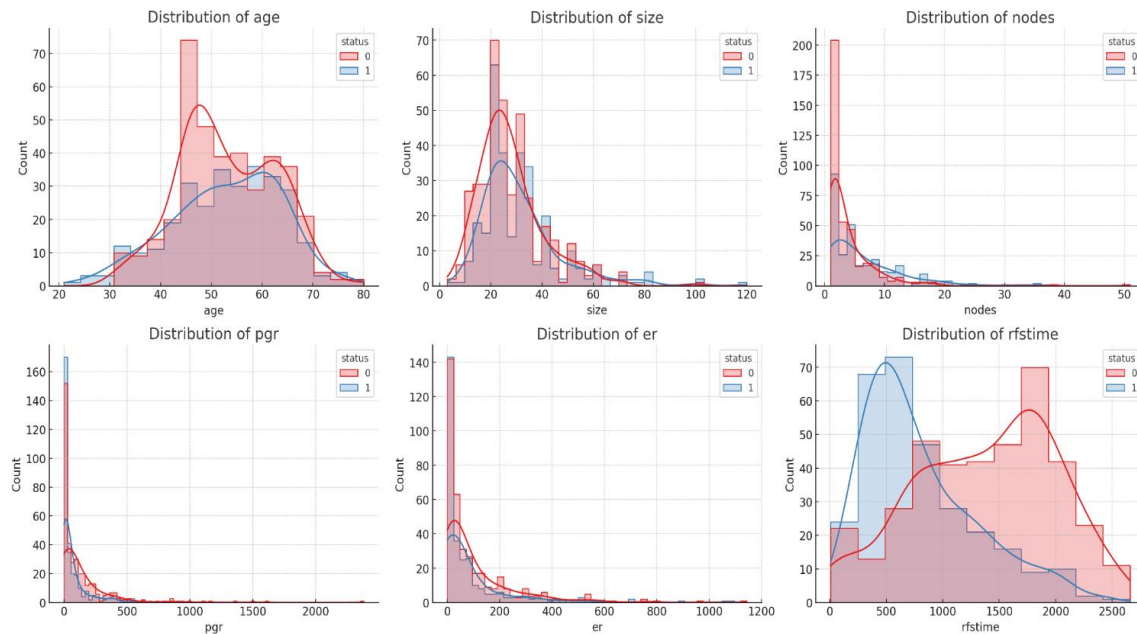 Distribution of age
Count
70
60
50
40
30
20
10
0
20 30 40 50 60 70 80
age
status
0
1
Distribution of size
Count
70
60
50
40
30
20
10
0
0 20 40 60 80 100 120
size
status
0
1
Distribution of nodes
Count
200
175
150
125
100
75
50
25
0
0 10 20 30 40 50
nodes
status
0
1
Distribution of pgr
Count
160
140
120
100
80
60
40
20
0
0 500 1000 1500 2000
pgr
status
0
1
Distribution of er
Count
140
120
100
80
60
40
20
0
0 200 400 600 800 1000 1200
er
status
0
1
Distribution of rfstime
Count
70
60
50
40
30
20
10
0
0 500 1000 1500 2000 2500
rfstime
status
0
1